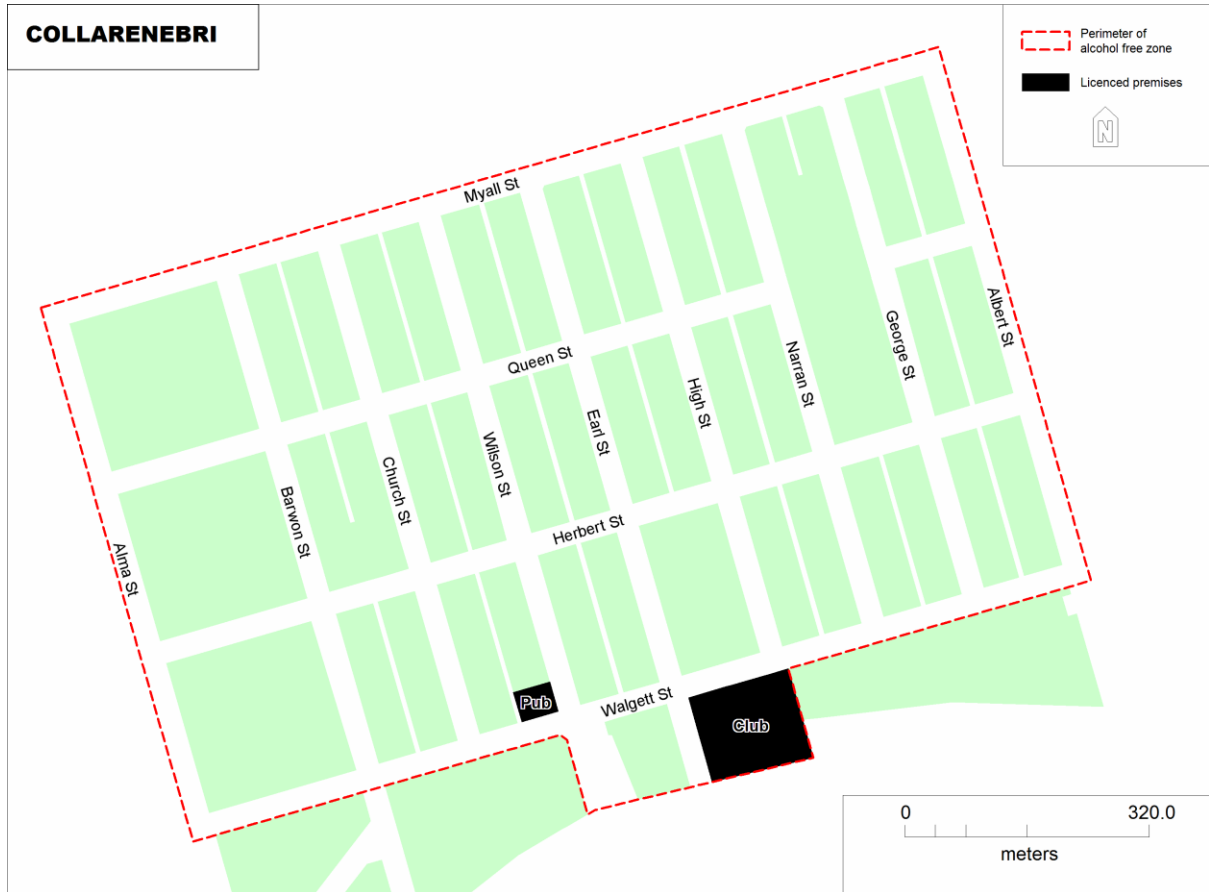 COLLARENEBRI
Perimeter of
alcohol free zone
Licenced premises
N
Myall St
Queen St
Albert St
George St
Narran St
High St
Earl St
Wilson St
Church St
Barwon St
Herbert St
Alma St
Pub
Walgett St
Club
0 320.0
meters